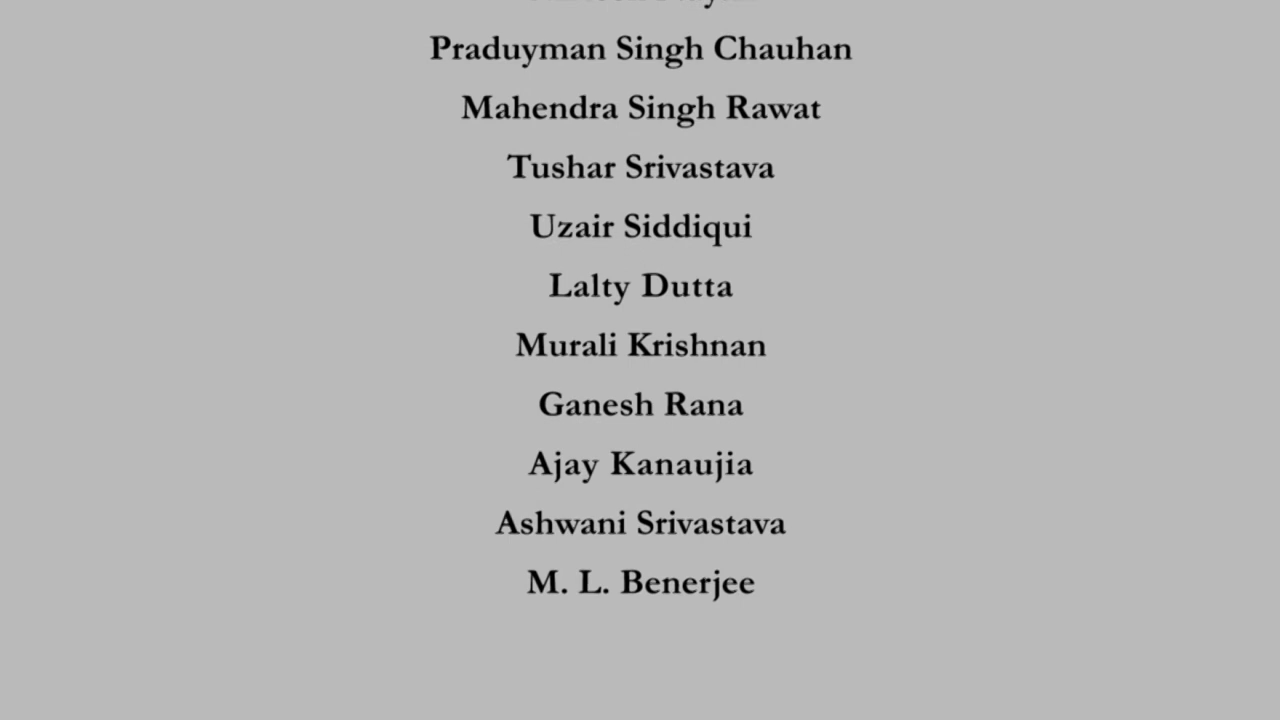 Praduyman Singh Chauhan
Mahendra Singh Rawat
Tushar Srivastava
Uzair Siddiqui
Lalty Dutta
Murali Krishnan
Ganesh Rana
Ajay Kanaujia
Ashwani Srivastava
M. L. Benerjee